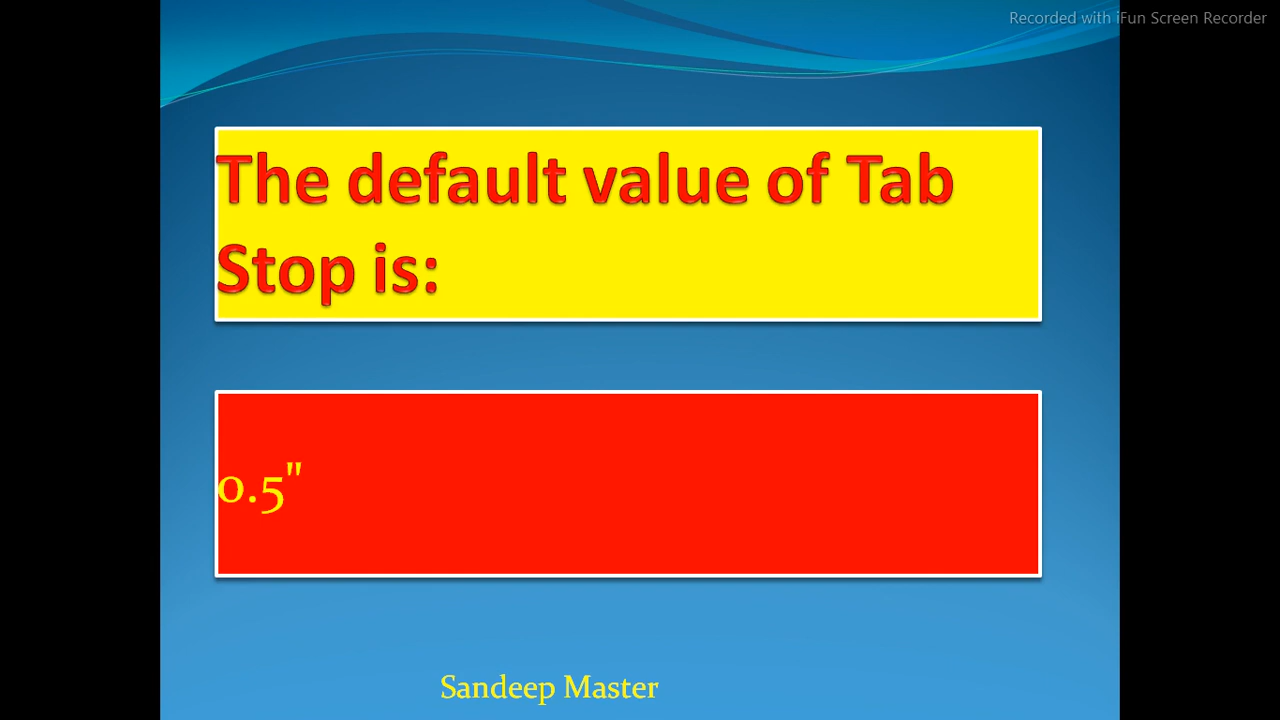 Recorded with iFun Screen Recorder
The default value of Tab
Stop is:
0.5"
Sandeep Master